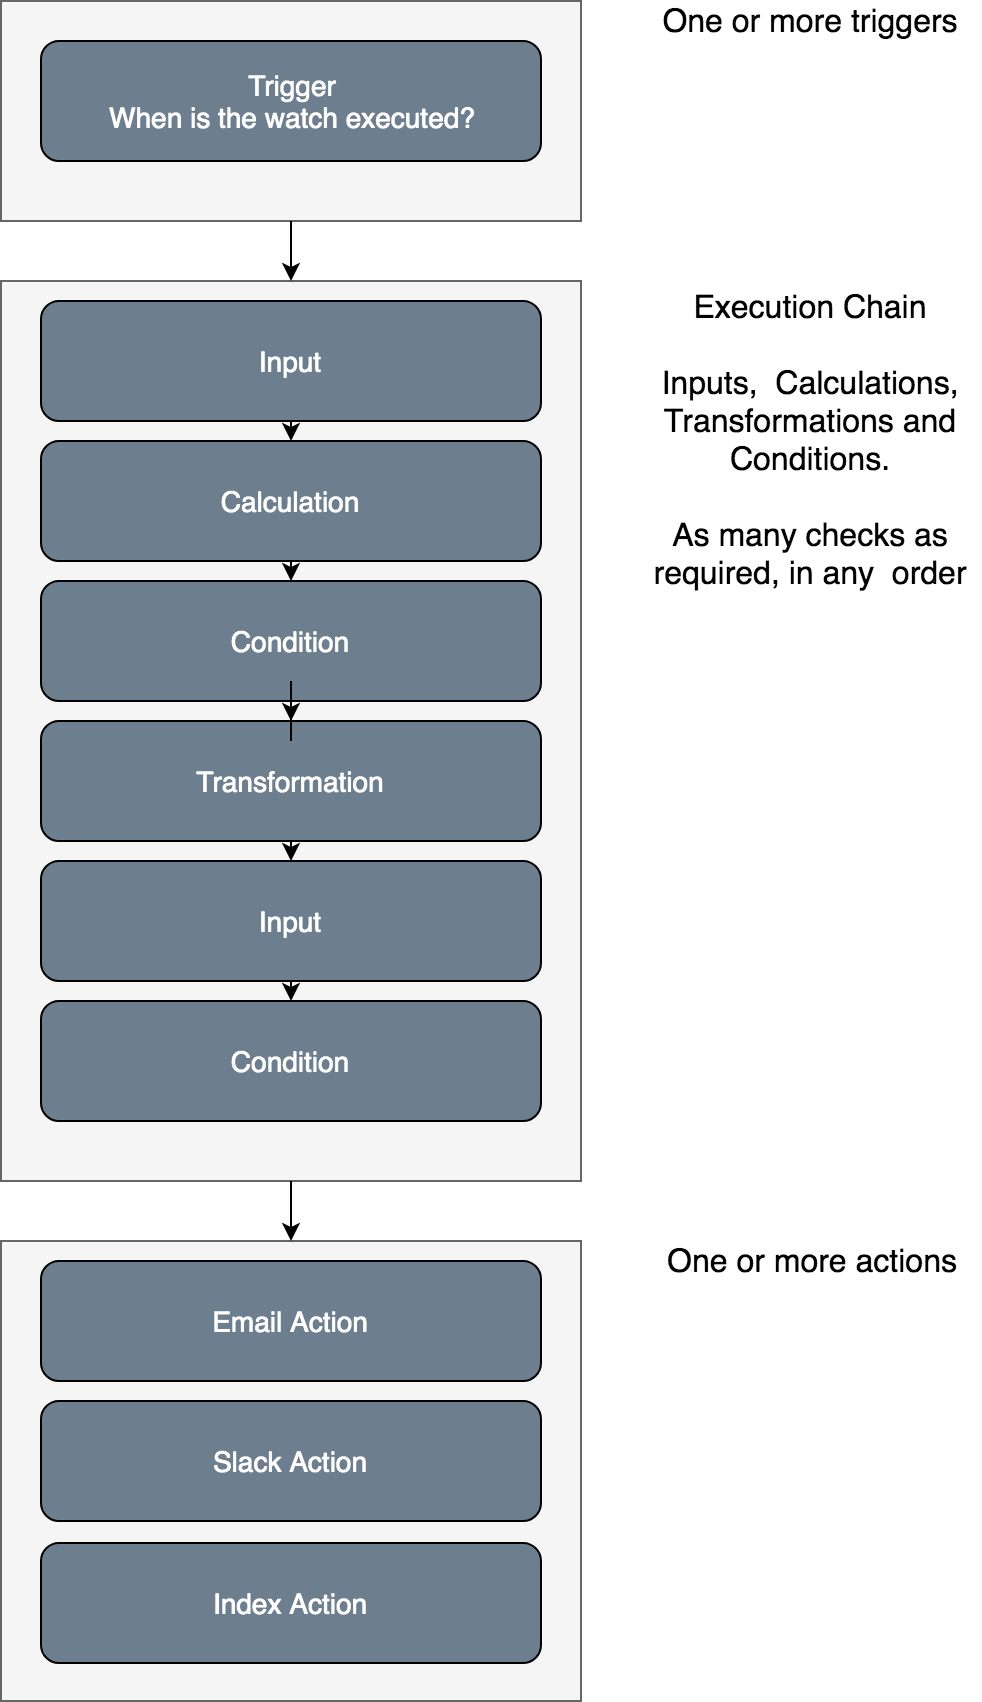 One or more triggers
Trigger
When is the watch executed?
Execution Chain
Inputs,  Calculations,
Transformations and
Conditions.
As many checks as
required, in any  order
Input
Calculation
Condition
Transformation
Input
Condition
One or more actions
Email Action
Slack Action
Index Action